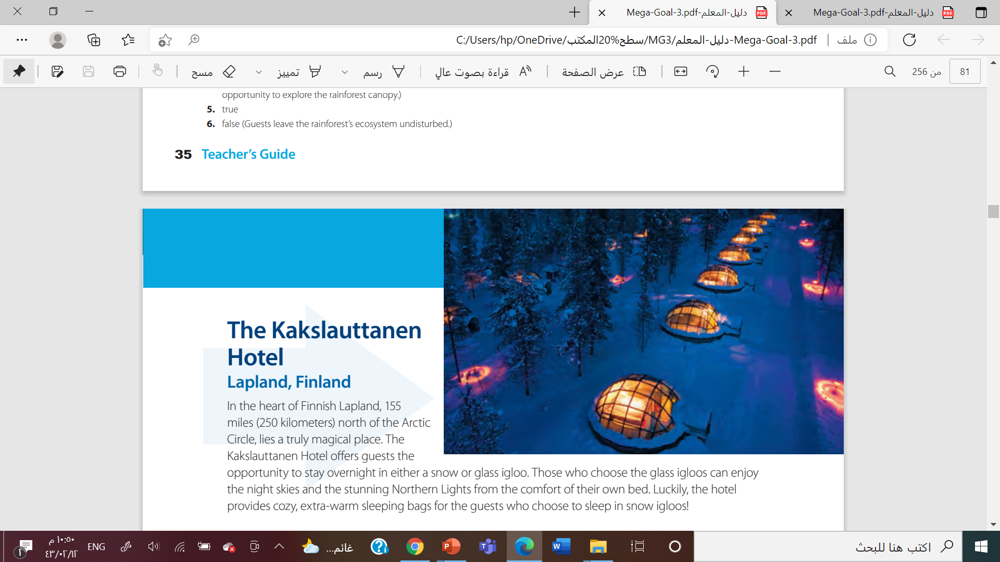 دليل-المعلم-Mega-Goal-3.pdf
دليل-المعلم-Mega-Goal-3.pdf
ملف
C:/Users/hp/OneDrive/سطح%20المكتب/MG3/دليل-المعلم-Mega-Goal-3.pdf
81
من 256
عرض الصفحة
قراءة بصوت عالٍ
رسم
تمييز
مسح
opportunity to explore the rainforest canopy.)
5. true
6. false (Guests leave the rainforest’s ecosystem undisturbed.)
35 Teacher’s Guide
The Kakslauttanen
Hotel
Lapland, Finland
In the heart of Finnish Lapland, 155
miles (250 kilometers) north of the Arctic
Circle, lies a truly magical place. The
Kakslauttanen Hotel offers guests the
opportunity to stay overnight in either a snow or glass igloo. Those who choose the glass igloos can enjoy
the night skies and the stunning Northern Lights from the comfort of their own bed. Luckily, the hotel
provides cozy, extra-warm sleeping bags for the guests who choose to sleep in snow igloos!
اكتب هنا للبحث
غائم...
ENG
١٠:٥٠ م
٤٣/٠٢/١٢
١